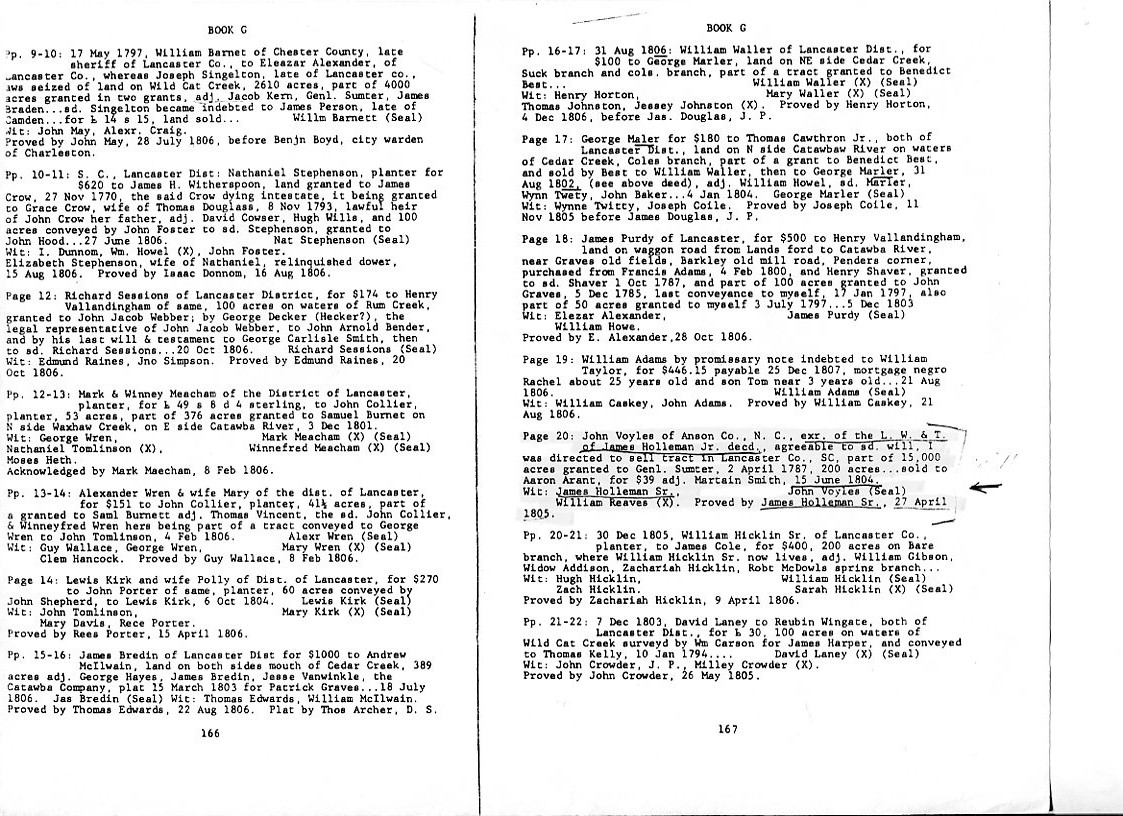 BOOK G
Pp. 9-10: 17 May 1797, William Barnet of Chester County, late
sheriff of Lancaster Co., to Eleazar Alexander, of
Lancaster Co., whereas Joseph Singelton, late of Lancaster co.,
aws seized of land on Wild Cat Creek, 2610 acres, part of 4000
acres granted in two grants, adj. Jacob Kern, Genl. Sumter, James
Braden...sd. Singelton became indebted to James Person, late of
Camden...for Ł 14 s 15, land sold... Willm Barnett (Seal)
Wit: John May, Alexr. Craig.
Proved by John May, 28 July 1806, before Benjn Boyd, city warden
of Charleston.
Pp. 10-11: S. C., Lancaster Dist: Nathaniel Stephenson, planter for
$620 to James H. Witherspoon, land granted to James
Crow, 27 Nov 1770, the said Crow dying intestate, it being granted
to Grace Crow, wife of Thomas Douglass, 8 Nov 1793, lawful heir
of John Crow her father, adj. David Cowser, Hugh Wills, and 100
acres conveyed by John Foster to sd. Stephenson, granted to
John Hood...27 June 1806. Nat Stephenson (Seal)
Wit: I. Dunnom, Wm. Howel (X), John Foster.
Elizabeth Stephenson, wife of Nathaniel, relinquished dower,
15 Aug 1806. Proved by Isaac Donnom, 16 Aug 1806.
Page 12: Richard Sessions of Lancaster District, for $174 to Henry
Vallandingham of same, 100 acres on waters of Rum Creek,
granted to John Jacob Webber; by George Decker (Hecker?), the
legal representative of John Jacob Webber, to John Arnold Bender,
and by his last will & testament to George Carlisle Smith, then
to sd. Richard Sessions...20 Oct 1806. Richard Sessions (Seal)
Wit: Edmund Raines, Jno Simpson. Proved by Edmund Raines, 20
Oct 1806.
Pp. 12-13: Mark & Winney Meacham of the District of Lancaster,
planter, for Ł 49 s 8 d 4 sterling, to John Collier,
planter, 53 acres, part of 376 acres granted to Samuel Burnet on
N side Waxhaw Creek, on E side Catawba River, 3 Dec 1801.
Wit: George Wren, Mark Meacham (X) (Seal)
Nathaniel Tomlinson (X), Winnefred Meacham (X) (Seal)
Moses Heth.
Acknowledged by Mark Maecham, 8 Feb 1806.
Pp. 13-14: Alexander Wren & wife Mary of the dist. of Lancaster,
for $151 to John Collier, planter, 41½ acres, part of
a granted to Saml Burnett adj. Thomas Vincent, the sd. John Collier,
& Winneyfred Wren hers being part of a tract conveyed to George
Wren to John Tomlinson, 4 Feb 1806. Alexr Wren (Seal)
Wit: Guy Wallace, George Wren, Mary Wren (X) (Seal)
Clem Hancock. Proved by Guy Wallace, 8 Feb 1806.
Page 14: Lewis Kirk and wife Polly of Dist. of Lancaster, for $270
to John Porter of same, planter, 60 acres conveyed by
John Shepherd, to Lewis Kirk, 6 Oct 1804. Lewis Kirk (Seal)
Wit: John Tomlinson, Mary Kirk (X) (Seal)
Mary Davis, Rece Porter.
Proved by Rees Porter, 15 April 1806.
Pp. 15-16: James Bredin of Lancaster Dist for $1000 to Andrew
McIlwain, land on both sides mouth of Cedar Creek, 389
acres adj. George Hayes, James Bredin, Jesse Vanwinkle, the
Catawba Company, plat 15 March 1803 for Patrick Graves...18 July
1806. Jas Bredin (Seal) Wit: Thomas Edwards, William McIlwain.
Proved by Thomas Edwards, 22 Aug 1806. Plat by Thos Archer, D. S.
166
BOOK G
Pp. 16-17: 31 Aug 1806: William Waller of Lancaster Dist., for
$100 to George Marler, land on NE side Cedar Creek,
Suck branch and cols. branch, part of a tract granted to Benedict
Best... William Waller (X) (Seal)
Wit: Henry Horton, Mary Waller (X) (Seal)
Thomas Johnston, Jessey Johnston (X). Proved by Henry Horton,
4 Dec 1806, before Jas. Douglas, J. P.
Page 17: George Maler for $180 to Thomas Cawthron Jr., both of
Lancaster Dist., land on N side Catawbaw River on waters
of Cedar Creek, Coles branch, part of a grant to Benedict Best,
and sold by Best to William Waller, then to George Marler, 31
Aug 1802, (see above deed), adj. William Howel, sd. Marler,
Wynn Twety, John Baker...4 Jan 1804. George Marler (Seal)
Wit: Wynne Twitty, Joseph Coile. Proved by Joseph Coile, 11
Nov 1805 before James Douglas, J. P.
Page 18: James Purdy of Lancaster, for $500 to Henry Vallandingham,
land on waggon road from Lands ford to Catawba River,
near Graves old fields, Barkley old mill road, Penders corner,
purchased from Francis Adams, 4 Feb 1800, and Henry Shaver, granted
to sd. Shaver 1 Oct 1787, and part of 100 acres granted to John
Graves, 5 Dec 1785, last conveyance to myself, 17 Jan 1797, also
part of 50 acres granted to myself 3 July 1797...5 Dec 1803
Wit: Elezar Alexander, James Purdy (Seal)
William Howe.
Proved by E. Alexander,28 Oct 1806.
Page 19: William Adams by promissory note indebted to William
Taylor, for $446.15 payable 25 Dec 1807, mortgage negro
Rachel about 25 years old and son Tom near 3 years old...21 Aug
1806. William Adams (Seal)
Wit: William Caskey, John Adams. Proved by William Caskey, 21
Aug 1806.
Page 20: John Voyles of Anson Co., N. C., exr. of the L. W. & T.
of James Holleman Jr. decd., agreeable to sd. will, I
was directed to sell tract in Lancaster Co., SC, part of 15,000
acres granted to Genl. Sumter, 2 April 1787, 200 acres...sold to
Aaron Arant, for $39 adj. Martain Smith, 15 June 1804.
Wit: James Holleman Sr., John Voyles (Seal)
William Reaves (X). Proved by James Holleman Sr., 27 April
1805.
Pp. 20-21: 30 Dec 1805, William Hicklin Sr. of Lancaster Co.,
planter, to James Cole, for $400, 200 acres on Bare
branch, where William Hicklin Sr. now lives, adj. William Gibson,
Widow Addison, Zachariah Hicklin, Robt McDowls spring branch...
Wit: Hugh Hicklin, William Hicklin (Seal)
Zach Hicklin. Sarah Hicklin (X) (Seal)
Proved by Zachariah Hicklin, 9 April 1806.
Pp. 21-22: 7 Dec 1803, David Laney to Reubin Wingate, both of
Lancaster Dist., for Ł 30, 100 acres on waters of
Wild Cat Creek surveyd by Wm Carson for James Harper, and conveyed
to Thomas Kelly, 10 Jan 1794.... David Laney (X) (Seal)
Wit: John Crowder, J. P., Milley Crowder (X).
Proved by John Crowder, 26 May 1805.
167